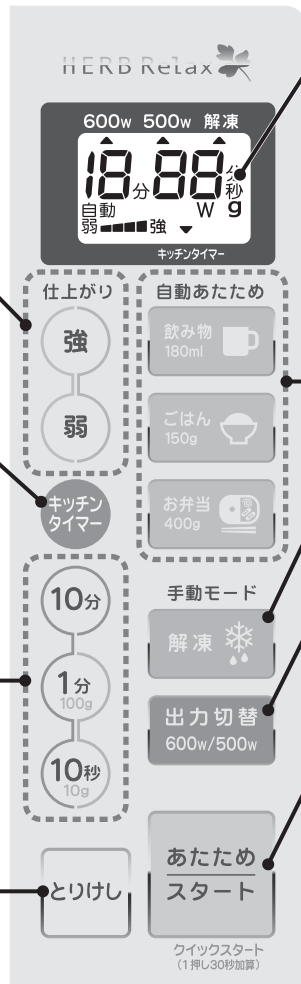 HERB Relax
600w 500w 解凍
18分 88分秒
自動 W g
弱 強
キッチンタイマー
仕上がり
強
弱
キッチン
タイマー
10分
1分
100g
10秒
10g
とりけし
自動あたため
飲み物
180ml
ごはん
150g
お弁当
400g
手動モード
解凍
出力切替
600w/500w
あたため
スタート
クイックスタート
(1押し30秒加算)